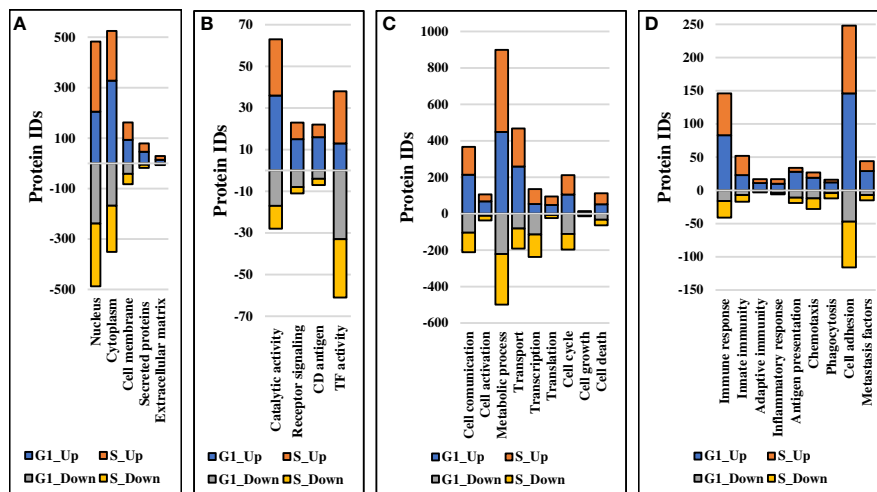 A
Protein IDs
500
300
100
-100
-300
-500
Nucleus
Cytoplasm
Cell membrane
Secreted proteins
Extracellular matrix
G1_Up
S_Up
G1_Down
S_Down
B
Protein IDs
70
50
30
10
-10
-30
-50
-70
Catalytic activity
Receptor signaling
CD antigen
TF activity
G1_Up
S_Up
G1_Down
S_Down
C
Protein IDs
1000
800
600
400
200
0
-200
-400
-600
Cell comunication
Cell activation
Metabolic process
Transport
Transcription
Translation
Cell cycle
Cell growth
Cell death
G1_Up
S_Up
G1_Down
S_Down
D
Protein IDs
250
200
150
100
50
0
-50
-100
-150
Immune response
Innate immunity
Adaptive immunity
Inflammatory response
Antigen presentation
Chemotaxis
Phagocytosis
Cell adhesion
Metastasis factors
G1_Up
S_Up
G1_Down
S_Down